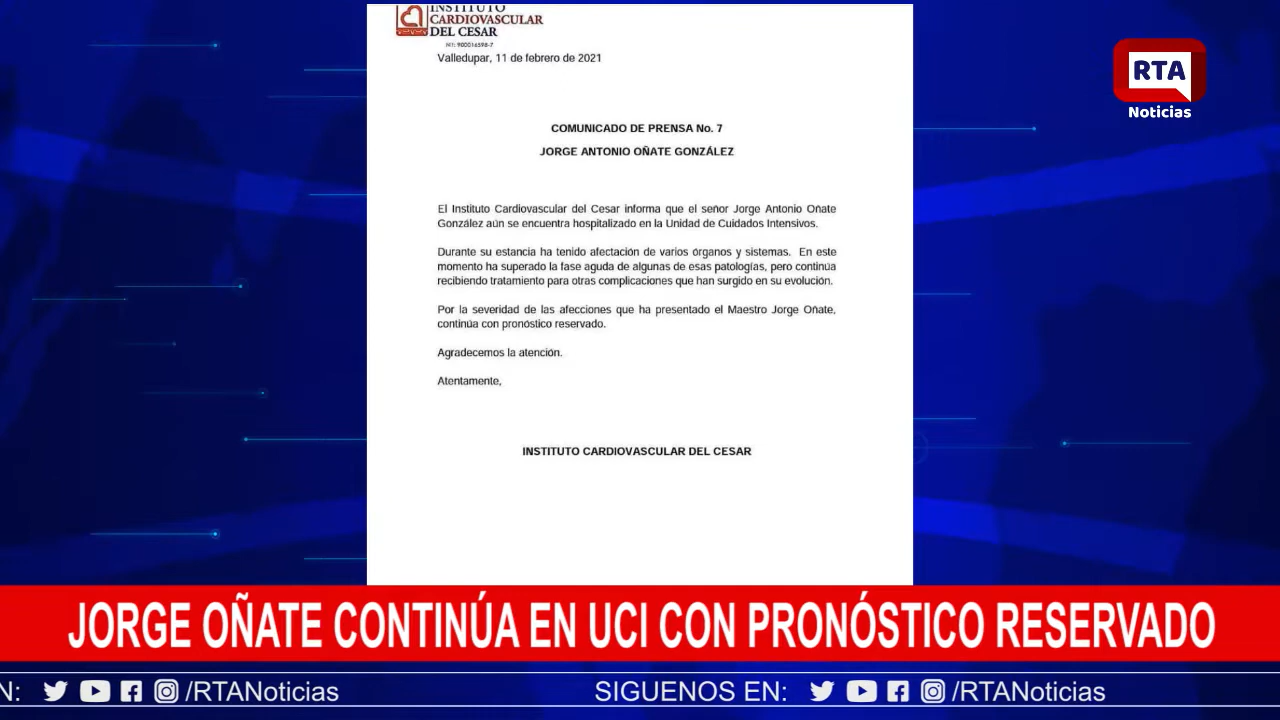 INSTITUTO
CARDIOVASCULAR
DEL CESAR
NIT: 900016598-7
Valledupar, 11 de febrero de 2021
RTA
Noticias
COMUNICADO DE PRENSA No. 7
JORGE ANTONIO OÑATE GONZÁLEZ
El Instituto Cardiovascular del Cesar informa que el señor Jorge Antonio Oñate
González aún se encuentra hospitalizado en la Unidad de Cuidados Intensivos.
Durante su estancia ha tenido afectación de varios órganos y sistemas. En este
momento ha superado la fase aguda de algunas de esas patologías, pero continúa
recibiendo tratamiento para otras complicaciones que han surgido en su evolución.
Por la severidad de las afecciones que ha presentado el Maestro Jorge Oñate,
continúa con pronóstico reservado.
Agradecemos la atención.
Atentamente,
INSTITUTO CARDIOVASCULAR DEL CESAR
JORGE OÑATE CONTINÚA EN UCI CON PRONÓSTICO RESERVADO
N: /RTANoticias SIGUENOS EN: /RTANoticias